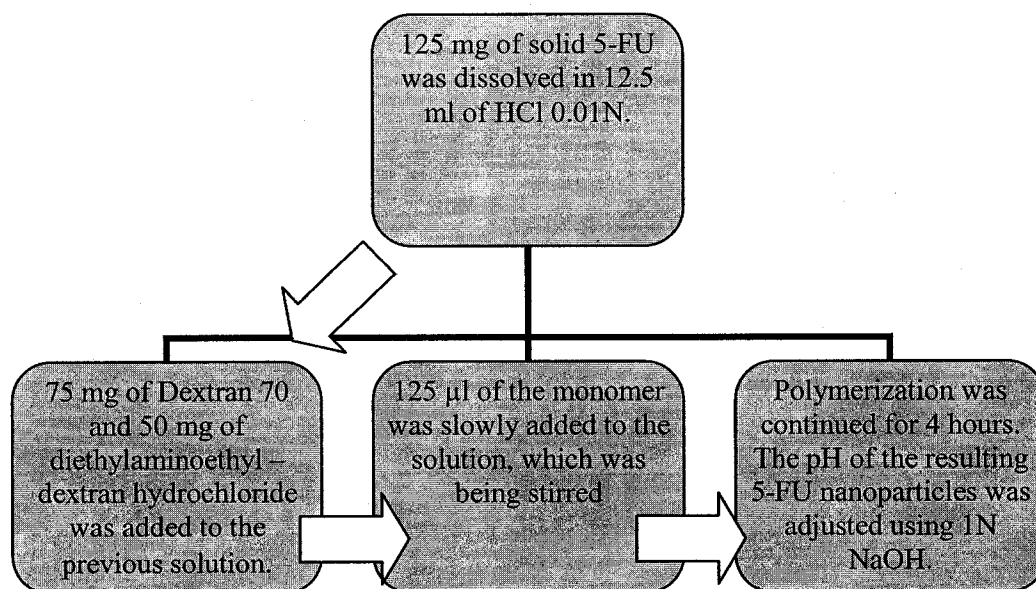 125 mg of solid 5-FU
was dissolved in 12.5
ml of HCl 0.01N.
75 mg of Dextran 70
and 50 mg of
diethylaminoethyl –
dextran hydrochloride
was added to the
previous solution.
125 µl of the monomer
was slowly added to the
solution, which was
being stirred
Polymerization was
continued for 4 hours.
The pH of the resulting
5-FU nanoparticles was
adjusted using 1N
NaOH.